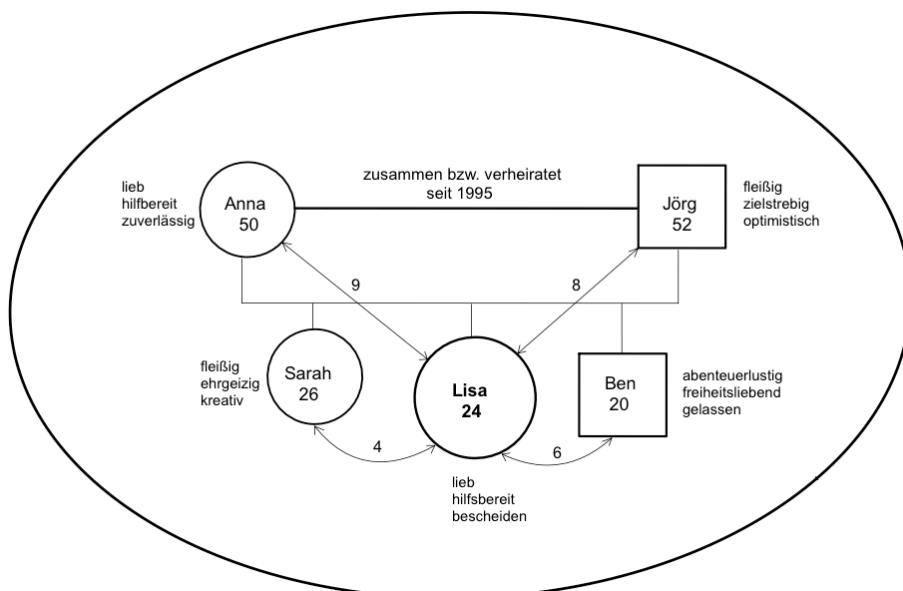 zusammen bzw. verheiratet
seit 1995
lieb
hilfbereit
zuverlässig
Anna
50
Jörg
52
fleißig
zielstrebig
optimistisch
9
8
fleißig
ehrgeizig
kreativ
Sarah
26
Lisa
24
Ben
20
abenteuerlustig
freiheitsliebend
gelassen
4
6
lieb
hilfsbereit
bescheiden